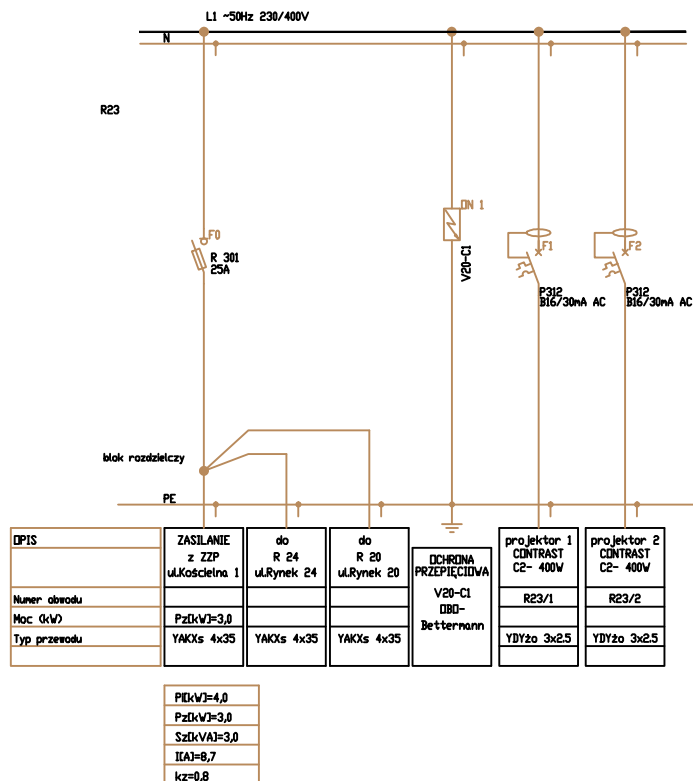 L1 ~50Hz 230/400V
N
R23
ON 1
F0
R 301
25A
V20-C1
F1
P312
B16/30mA AC
F2
P312
B16/30mA AC
blok rozdzielczy
PE
OPIS
ZASILANIE
z ZZP
ul.Kościelna 1
do
R 24
ul.Rynek 24
do
R 20
ul.Rynek 20
OCHRONA
PRZEPIĘCIOWA
V20-C1
OBO-
Bettermann
projektor 1
CONTRAST
C2- 400W
projektor 2
CONTRAST
C2- 400W
Numer obwodu
R23/1
R23/2
Moc (kW)
Pz[kW]=3,0
Typ przewodu
YAKXs 4x35
YAKXs 4x35
YAKXs 4x35
YDYżo 3x2.5
YDYżo 3x2.5
Pi[kW]=4,0
Pz[kW]=3,0
Sz[kVA]=3,0
I[A]=8,7
kz=0,8